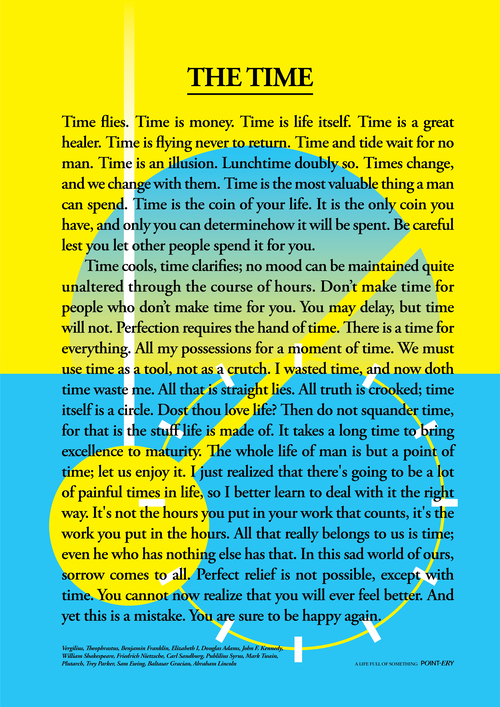 THE TIME
Time flies. Time is money. Time is life itself. Time is a great
healer. Time is flying never to return. Time and tide wait for no
man. Time is an illusion. Lunchtime doubly so. Times change,
and we change with them. Time is the most valuable thing a man
can spend. Time is the coin of your life. It is the only coin you
have, and only you can determinehow it will be spent. Be careful
lest you let other people spend it for you.
Time cools, time clarifies; no mood can be maintained quite
unaltered through the course of hours. Don't make time for
people who don't make time for you. You may delay, but time
will not. Perfection requires the hand of time. There is a time for
everything. All my possessions for a moment of time. We must
use time as a tool, not as a crutch. I wasted time, and now doth
time waste me. All that is straight lies. All truth is crooked; time
itself is a circle. Dost thou love life? Then do not squander time,
for that is the stuff life is made of. It takes a long time to bring
excellence to maturity. The whole life of man is but a point of
time; let us enjoy it. I just realized that there's going to be a lot
of painful times in life, so I better learn to deal with it the right
way. It's not the hours you put in your work that counts, it's the
work you put in the hours. All that really belongs to us is time;
even he who has nothing else has that. In this sad world of ours,
sorrow comes to all. Perfect relief is not possible, except with
time. You cannot now realize that you will ever feel better. And
yet this is a mistake. You are sure to be happy again.
Vergilius, Theophrastus, Benjamin Franklin, Elizabeth I, Douglas Adams, John F. Kennedy,
William Shakespeare, Friedrich Nietzsche, Carl Sandburg, Publilius Syrus, Mark Twain,
Plutarch, Trey Parker, Sam Ewing, Baltasar Gracian, Abraham Lincoln
A LIFE FULL OF SOMETHING POINT-ERY